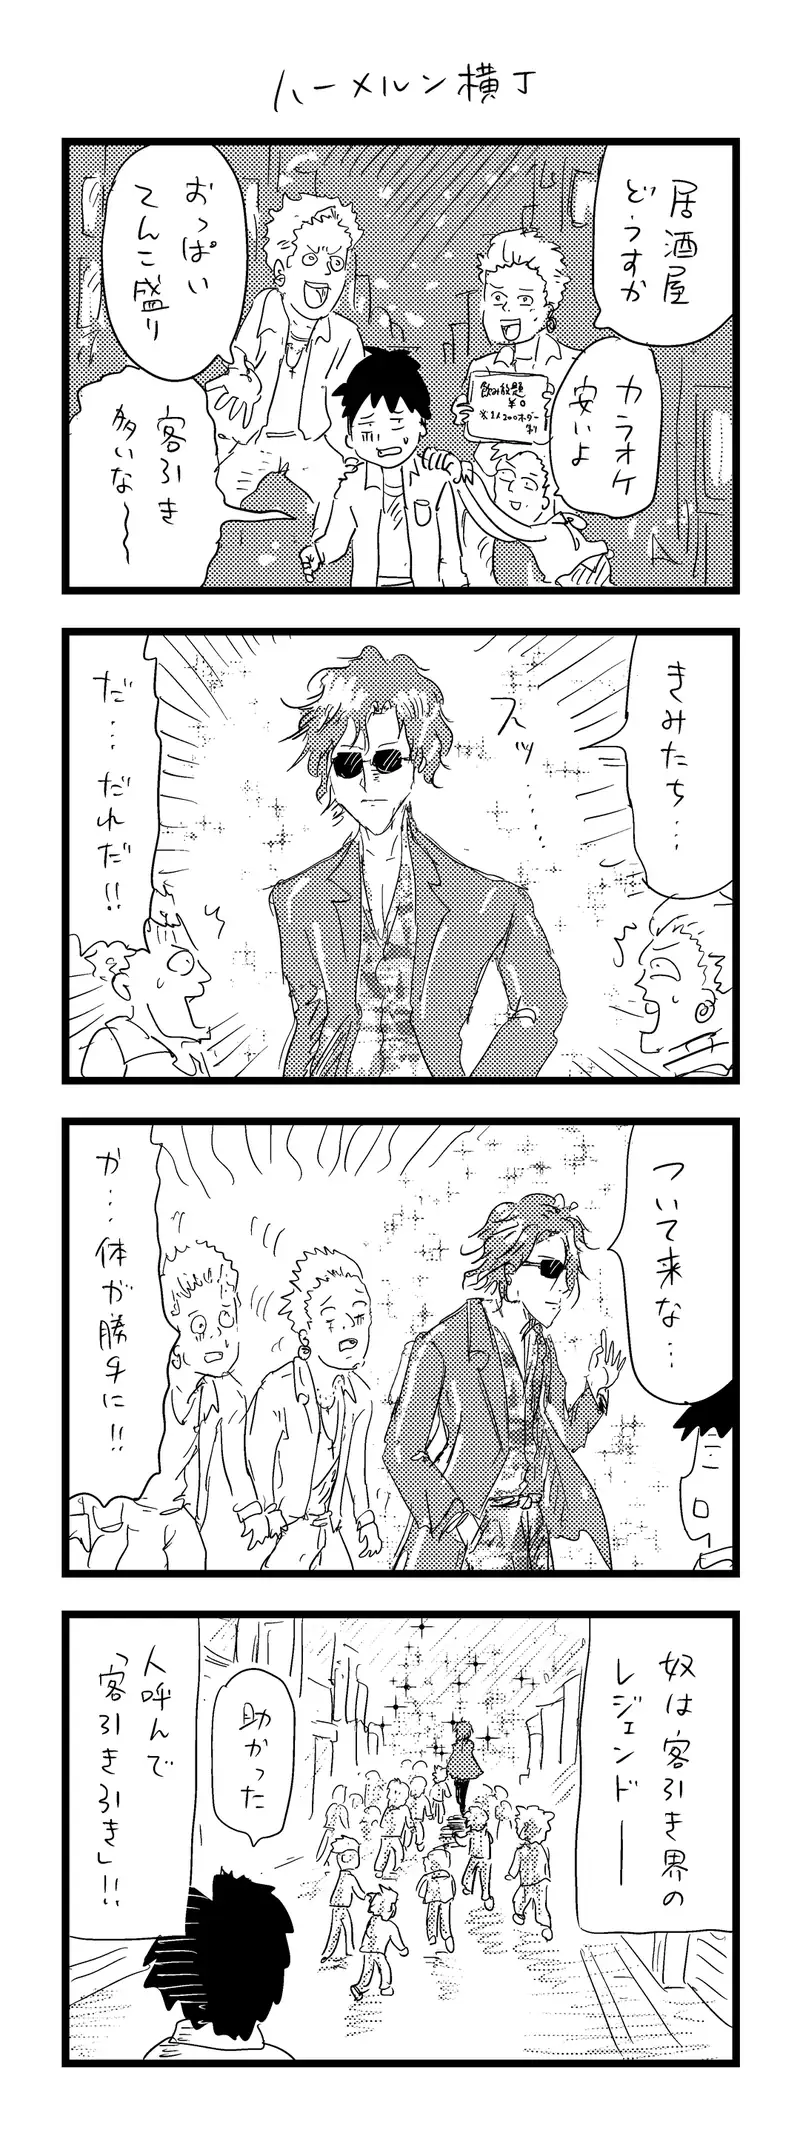 ハーメルン横丁
居酒屋
どうすか
カラオケ
安いよ
飲み放題
¥0
おっぱい
てんこ盛り
客引き
多いな〜〜
きみたち…
スッ……
だ…だれだ!!
ついて来な…
か…体が勝手に!!
奴は客引き界の
レジェンド――
助かった
人呼んで
「客引き引き」!!